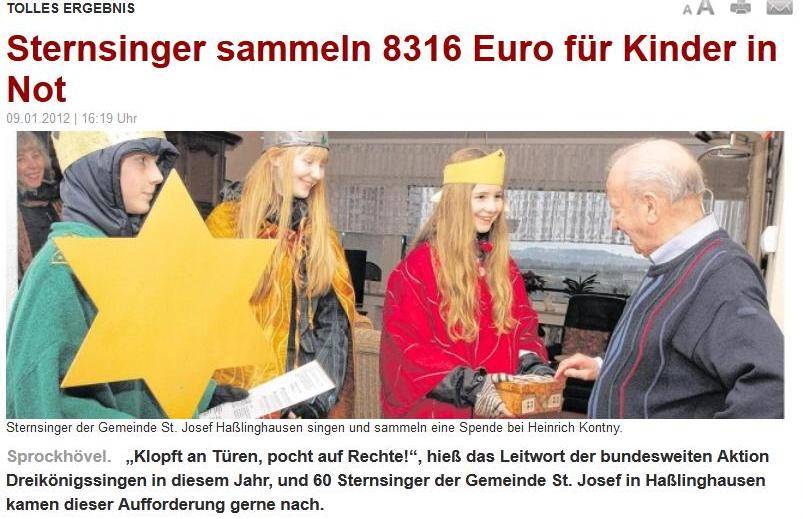 TOLLES ERGEBNIS
A A
Sternsinger sammeln 8316 Euro für Kinder in
Not
09.01.2012 | 16:19 Uhr
Sternsinger der Gemeinde St. Josef Haßlinghausen singen und sammeln eine Spende bei Heinrich Kontny.
Sprockhövel. „Klopft an Türen, pocht auf Rechte!“, hieß das Leitwort der bundesweiten Aktion
Dreikönigssingen in diesem Jahr, und 60 Sternsinger der Gemeinde St. Josef in Haßlinghausen
kamen dieser Aufforderung gerne nach.